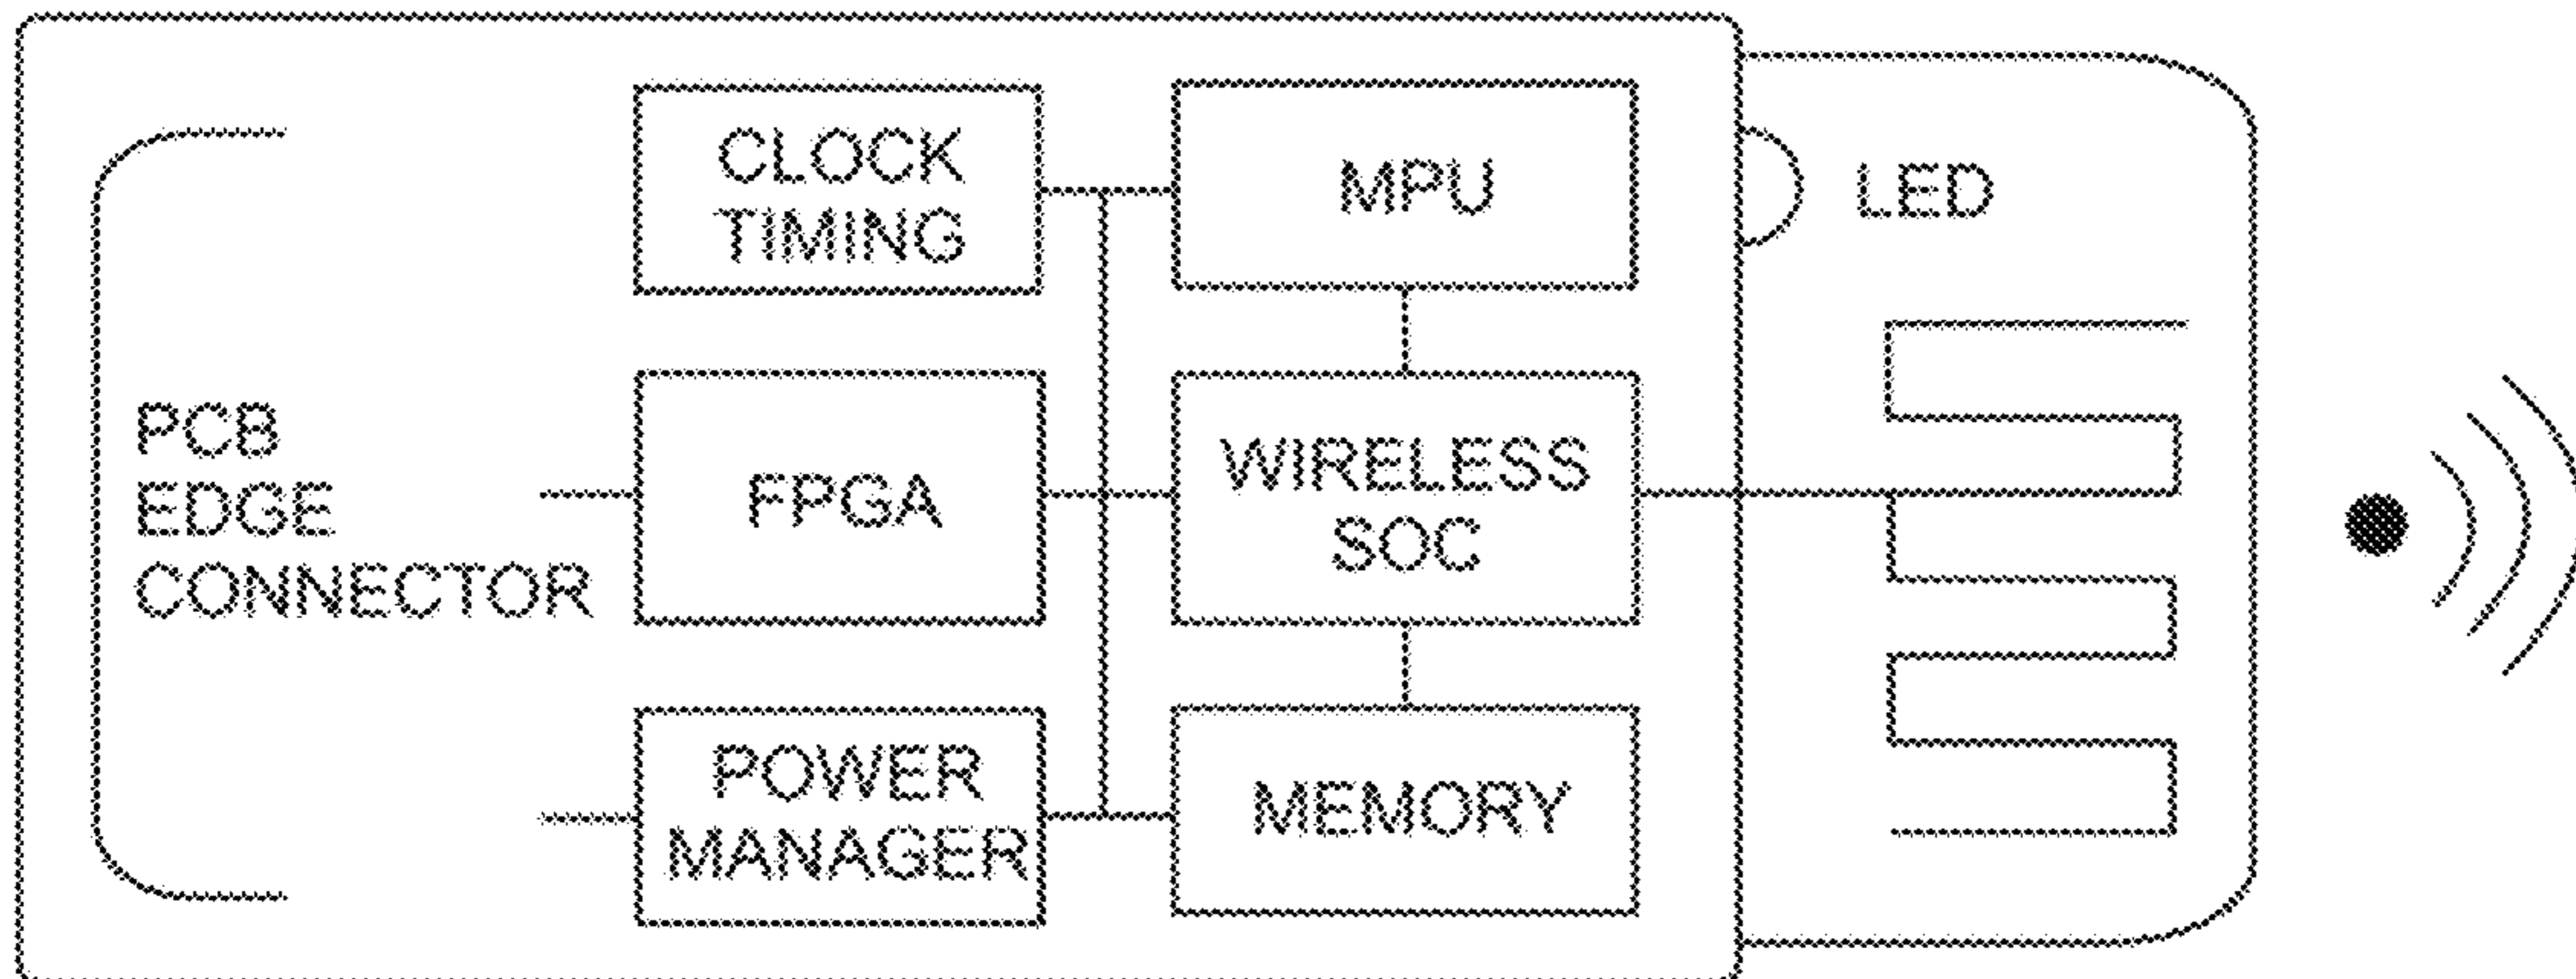 CLOCK
TIMING
MPU
LED
PCB
EDGE
CONNECTOR
FPGA
WIRELESS
SOC
POWER
MANAGER
MEMORY